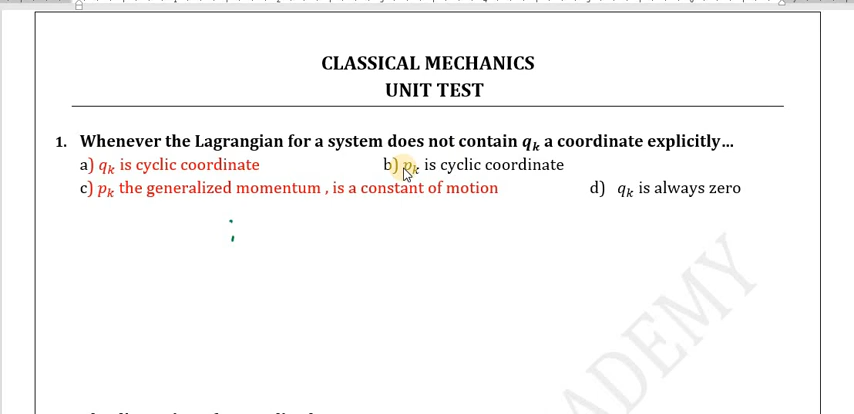 CLASSICAL MECHANICS
UNIT TEST
1. Whenever the Lagrangian for a system does not contain qₖ a coordinate explicitly…
a) qₖ is cyclic coordinate b) pₖ is cyclic coordinate
c) pₖ the generalized momentum , is a constant of motion d) qₖ is always zero
ADEMY